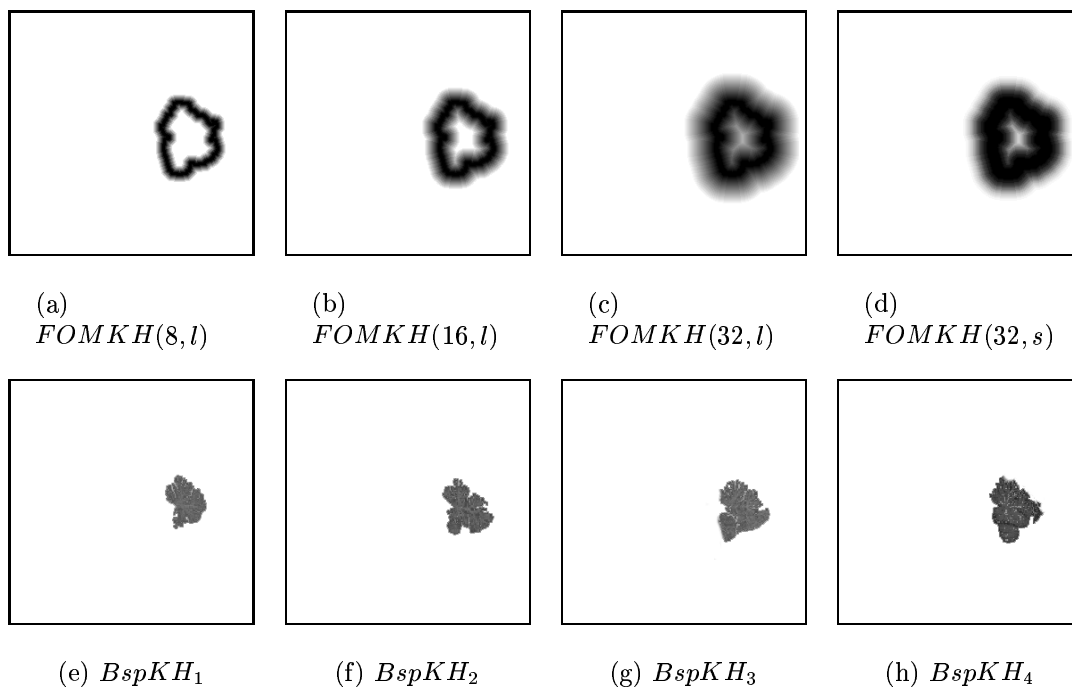 (a)
FOMKH(8, l)
(b)
FOMKH(16, l)
(c)
FOMKH(32, l)
(d)
FOMKH(32, s)
(e) BspKH₁
(f) BspKH₂
(g) BspKH₃
(h) BspKH₄